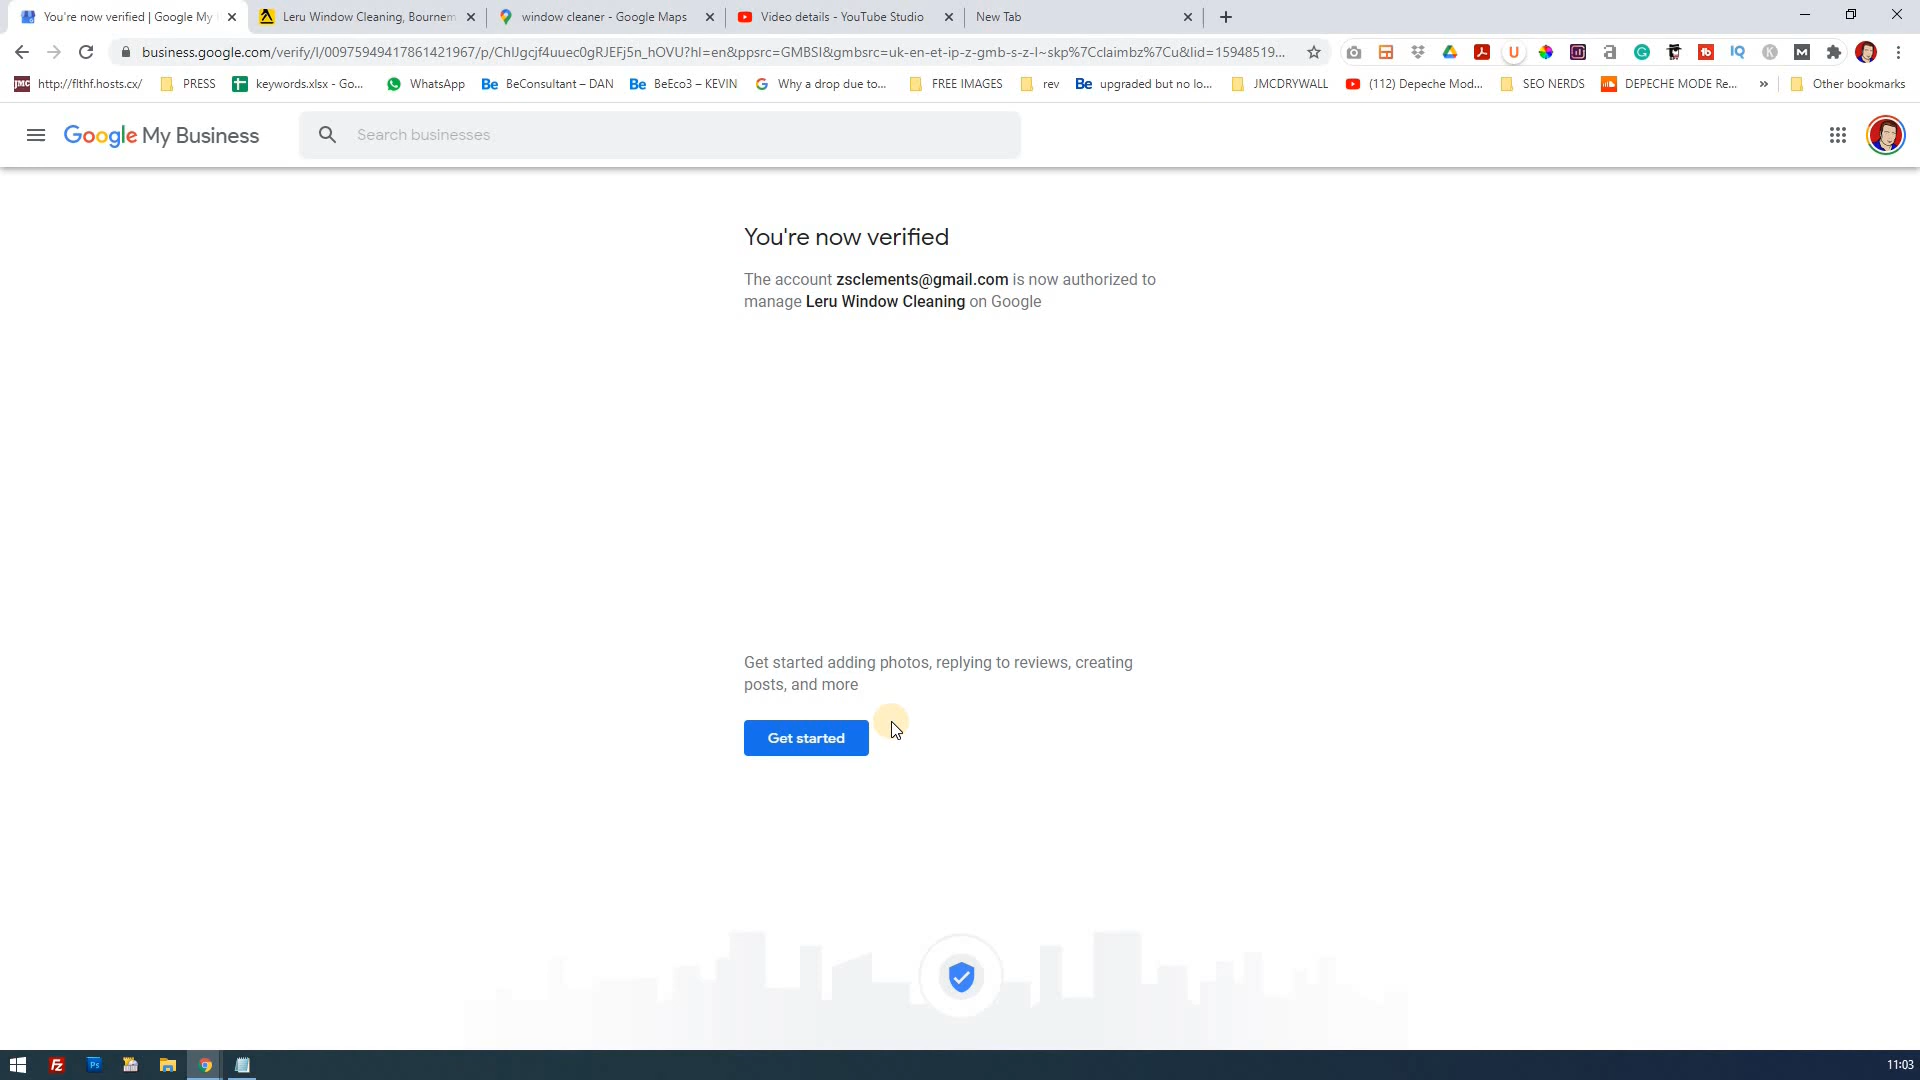 You're now verified | Google My
Leru Window Cleaning, Bournem
window cleaner - Google Maps
Video details - YouTube Studio
New Tab
business.google.com/verify/l/00975949417861421967/p/ChIJgcjf4uuec0gRJEFj5n_hOVU?hl=en&ppsrc=GMBSI&gmbsrc=uk-en-et-ip-z-gmb-s-z-l~skp%7Cclaimbz%7Cu&lid=15948519...
http://flthf.hosts.cx/
PRESS
keywords.xlsx - Go...
WhatsApp
Be BeConsultant – DAN
Be BeEco3 – KEVIN
Why a drop due to...
FREE IMAGES
rev
Be upgraded but no lo...
JMCDRYWALL
(112) Depeche Mod...
SEO NERDS
DEPECHE MODE Re...
»
Other bookmarks
Google My Business
Search businesses
You're now verified
The account zsclements@gmail.com is now authorized to
manage Leru Window Cleaning on Google
Get started adding photos, replying to reviews, creating
posts, and more
Get started
Fz
Ps
11:03